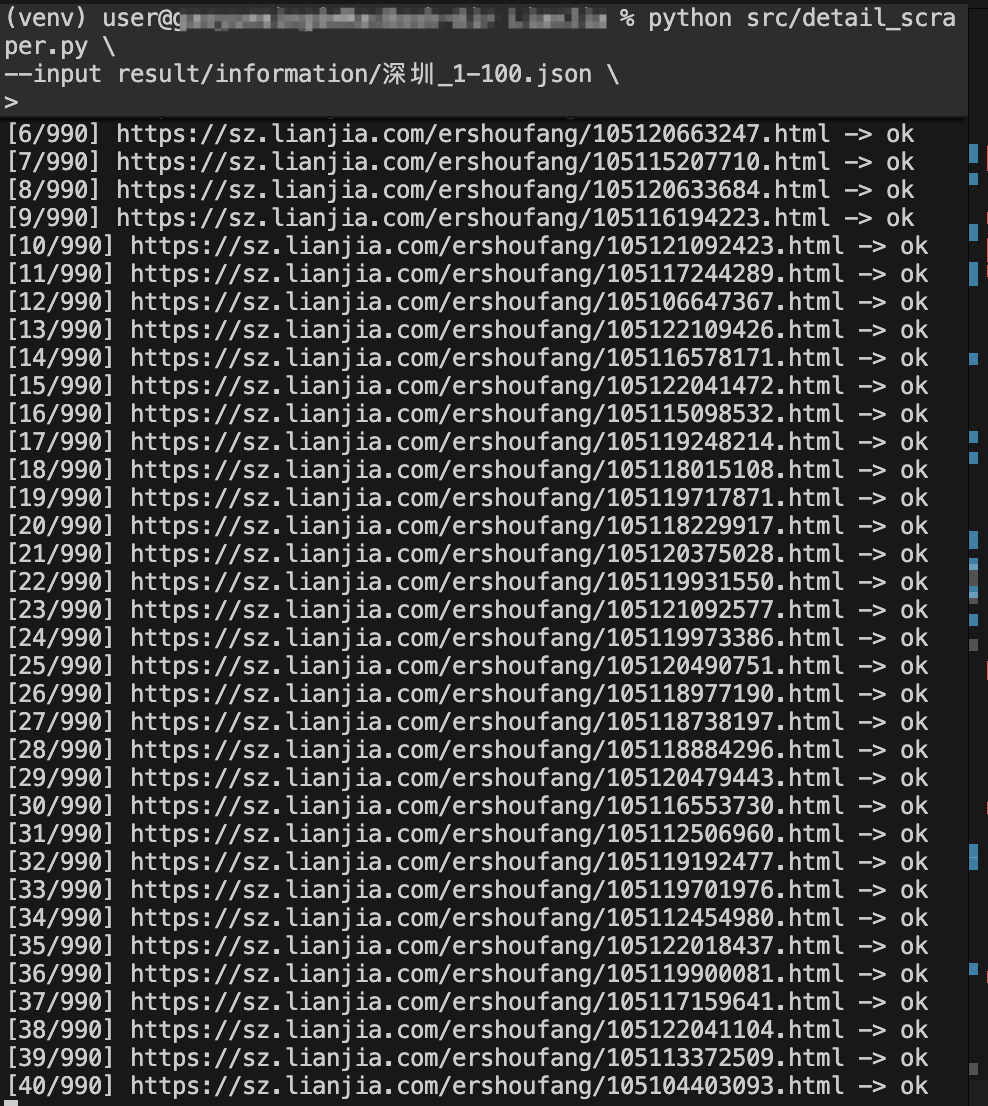 (venv) user@g % python src/detail_scra
per.py \
--input result/information/深圳_1-100.json \
>
[6/990] https://sz.lianjia.com/ershoufang/105120663247.html -> ok
[7/990] https://sz.lianjia.com/ershoufang/105115207710.html -> ok
[8/990] https://sz.lianjia.com/ershoufang/105120633684.html -> ok
[9/990] https://sz.lianjia.com/ershoufang/105116194223.html -> ok
[10/990] https://sz.lianjia.com/ershoufang/105121092423.html -> ok
[11/990] https://sz.lianjia.com/ershoufang/105117244289.html -> ok
[12/990] https://sz.lianjia.com/ershoufang/105106647367.html -> ok
[13/990] https://sz.lianjia.com/ershoufang/105122109426.html -> ok
[14/990] https://sz.lianjia.com/ershoufang/105116578171.html -> ok
[15/990] https://sz.lianjia.com/ershoufang/105122041472.html -> ok
[16/990] https://sz.lianjia.com/ershoufang/105115098532.html -> ok
[17/990] https://sz.lianjia.com/ershoufang/105119248214.html -> ok
[18/990] https://sz.lianjia.com/ershoufang/105118015108.html -> ok
[19/990] https://sz.lianjia.com/ershoufang/105119717871.html -> ok
[20/990] https://sz.lianjia.com/ershoufang/105118229917.html -> ok
[21/990] https://sz.lianjia.com/ershoufang/105120375028.html -> ok
[22/990] https://sz.lianjia.com/ershoufang/105119931550.html -> ok
[23/990] https://sz.lianjia.com/ershoufang/105121092577.html -> ok
[24/990] https://sz.lianjia.com/ershoufang/105119973386.html -> ok
[25/990] https://sz.lianjia.com/ershoufang/105120490751.html -> ok
[26/990] https://sz.lianjia.com/ershoufang/105118977190.html -> ok
[27/990] https://sz.lianjia.com/ershoufang/105118738197.html -> ok
[28/990] https://sz.lianjia.com/ershoufang/105118884296.html -> ok
[29/990] https://sz.lianjia.com/ershoufang/105120479443.html -> ok
[30/990] https://sz.lianjia.com/ershoufang/105116553730.html -> ok
[31/990] https://sz.lianjia.com/ershoufang/105112506960.html -> ok
[32/990] https://sz.lianjia.com/ershoufang/105119192477.html -> ok
[33/990] https://sz.lianjia.com/ershoufang/105119701976.html -> ok
[34/990] https://sz.lianjia.com/ershoufang/105112454980.html -> ok
[35/990] https://sz.lianjia.com/ershoufang/105122018437.html -> ok
[36/990] https://sz.lianjia.com/ershoufang/105119900081.html -> ok
[37/990] https://sz.lianjia.com/ershoufang/105117159641.html -> ok
[38/990] https://sz.lianjia.com/ershoufang/105122041104.html -> ok
[39/990] https://sz.lianjia.com/ershoufang/105113372509.html -> ok
[40/990] https://sz.lianjia.com/ershoufang/105104403093.html -> ok